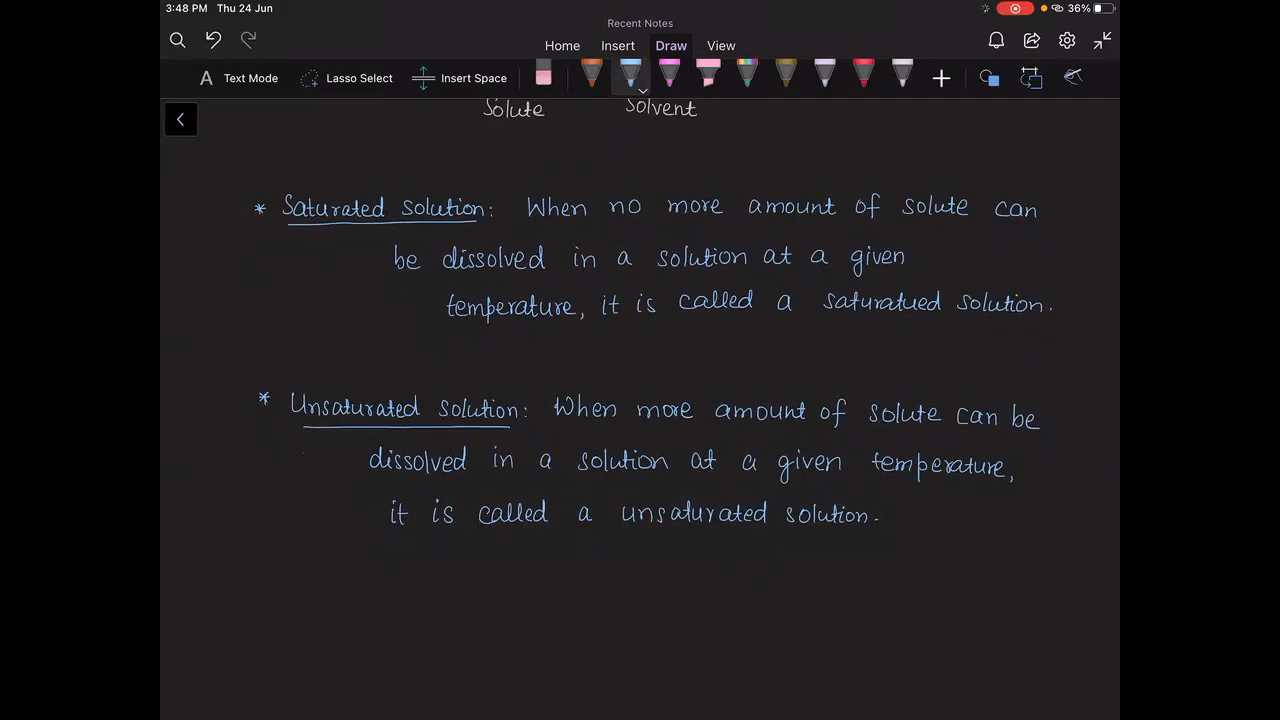 3:48 PM Thu 24 Jun
36%
Recent Notes
Home Insert Draw View
Text Mode Lasso Select Insert Space
Solute Solvent
* Saturated solution: When no more amount of solute can
be dissolved in a solution at a given
temperature, it is called a saturatued solution.
* Unsaturated solution: When more amount of solute can be
dissolved in a solution at a given temperature,
it is called a unsaturated solution.